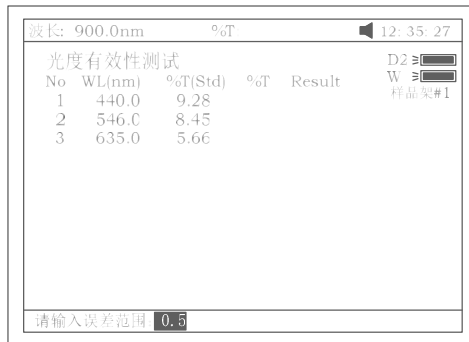 波长: 900.0nm %T 12: 35: 27
光度有效性测试 D2
No WL(nm) %T(Std) %T Result W
1 440.0 9.28 样品架#1
2 546.0 8.45
3 635.0 5.66
请输入误差范围: 0.5